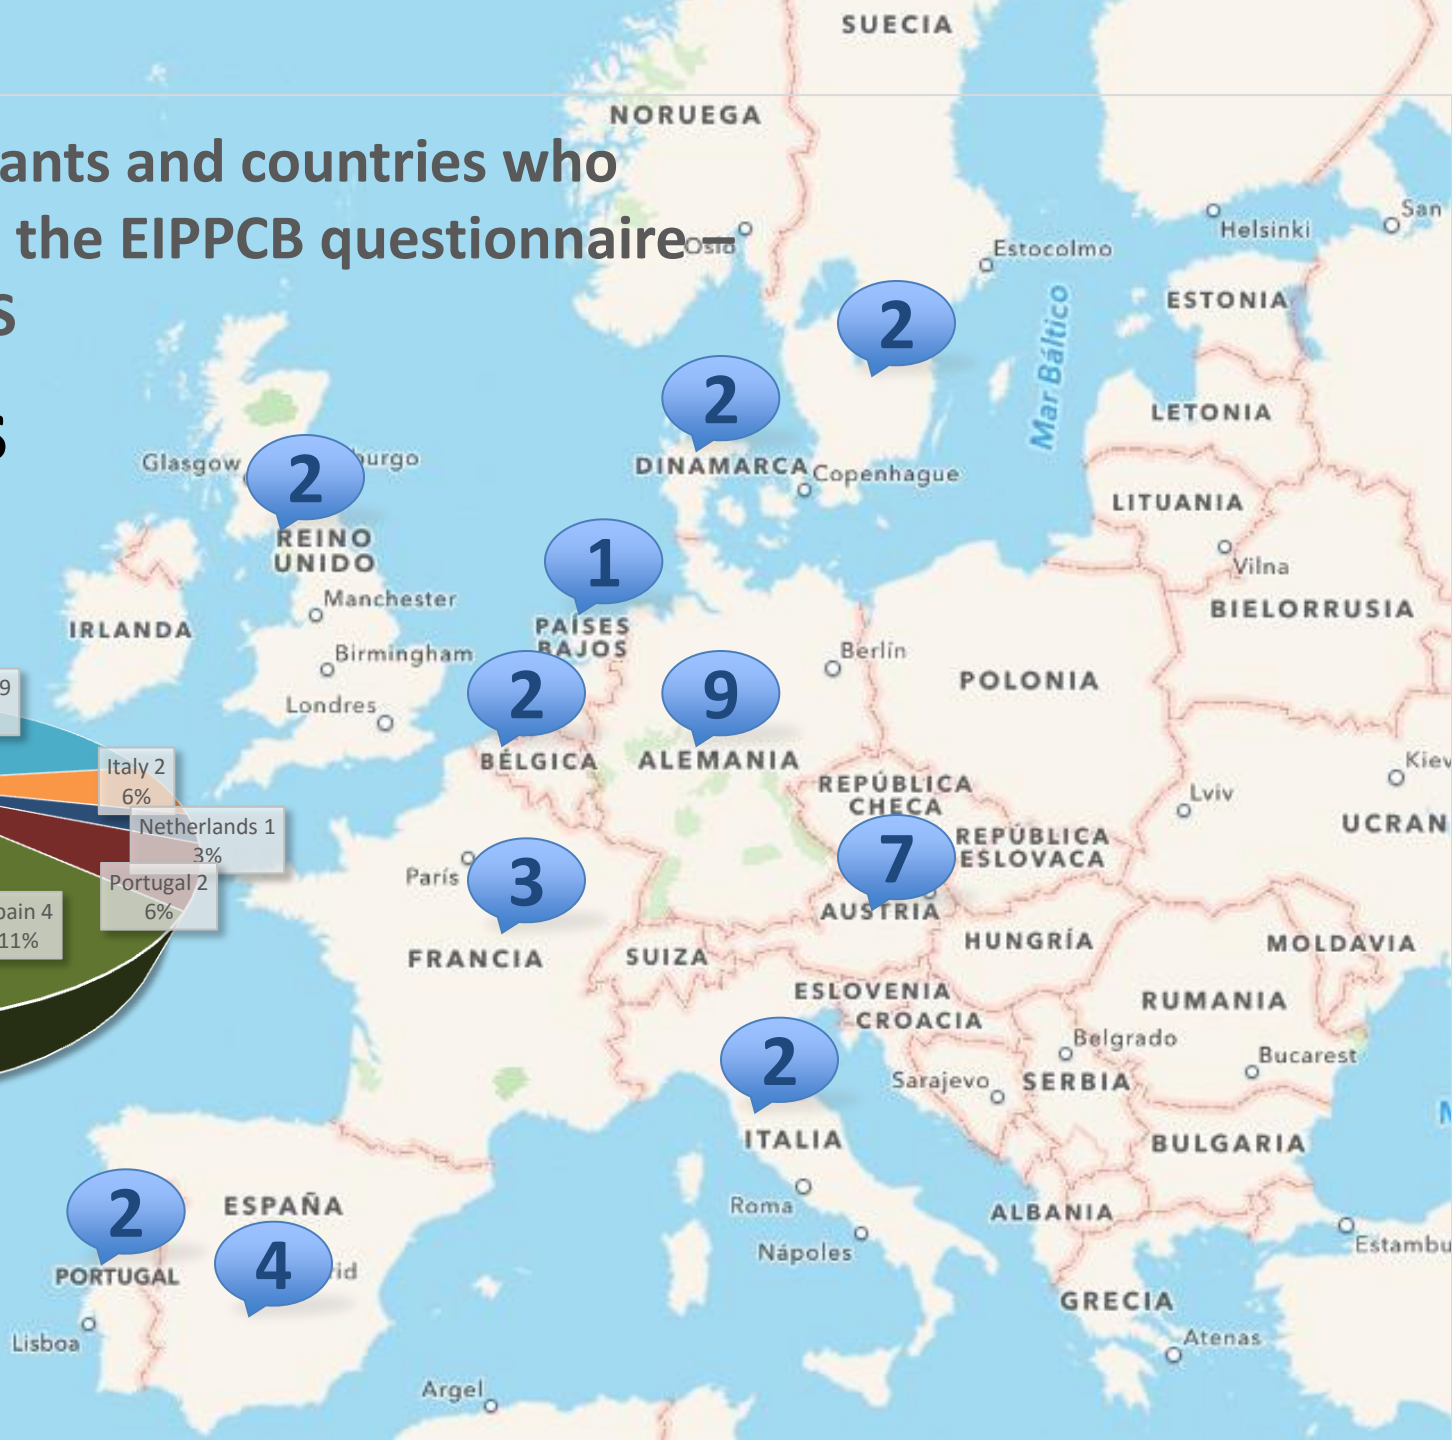 SUECIA
NORUEGA
ants and countries who
the EIPPCB questionnaire –
S
s
Oslo
Helsinki
San
Estocolmo
ESTONIA
2
2
Mar Báltico
LETONIA
DINAMARCA
Copenhague
Glasgow
2
burgo
LITUANIA
REINO
UNIDO
1
Vilna
Manchester
BIELORRUSIA
IRLANDA
PAÍSES
BAJOS
Birmingham
Berlín
POLONIA
2
9
9
Londres
BÉLGICA
ALEMANIA
Kiev
Italy 2
6%
REPÚBLICA
CHECA
Lviv
UCRAN
Netherlands 1
3%
REPÚBLICA
ESLOVACA
7
París
3
Portugal 2
6%
pain 4
11%
AUSTRIA
HUNGRÍA
MOLDAVIA
FRANCIA
SUIZA
ESLOVENIA
RUMANIA
CROACIA
Belgrado
Bucarest
2
Sarajevo
SERBIA
ITALIA
BULGARIA
2
ESPAÑA
Roma
ALBANIA
Nápoles
Estambu
4
rid
PORTUGAL
GRECIA
Lisboa
Atenas
Argel